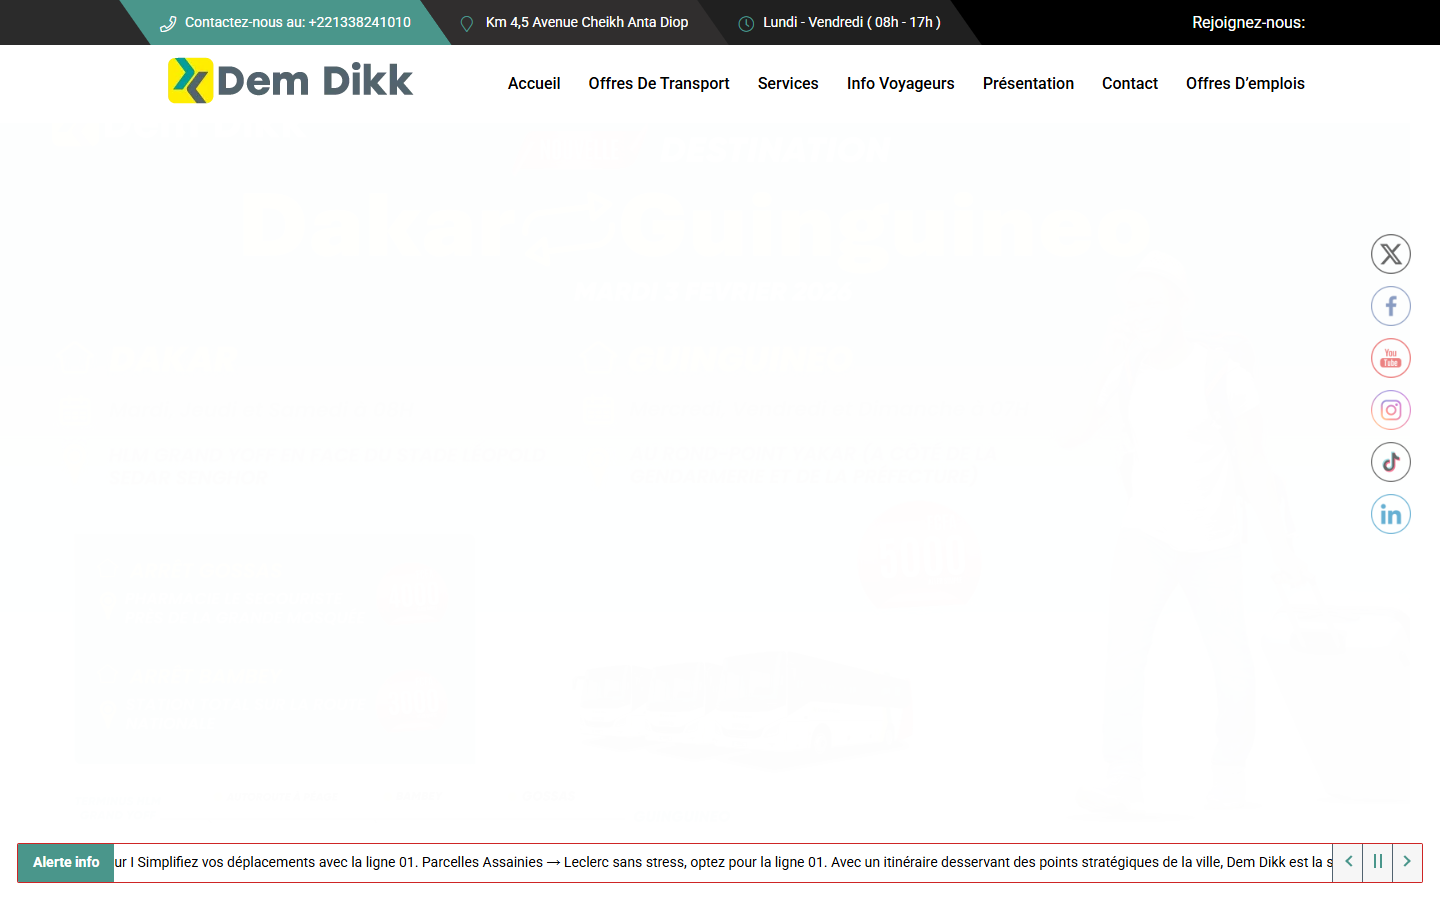 Contactez-nous au: +221338241010
Km 4,5 Avenue Cheikh Anta Diop
Lundi - Vendredi ( 08h - 17h )
Rejoignez-nous:
Dem Dikk
Accueil
Offres De Transport
Services
Info Voyageurs
Présentation
Contact
Offres D’emplois
You Tube
Alerte info
ur I Simplifiez vos déplacements avec la ligne 01. Parcelles Assainies → Leclerc sans stress, optez pour la ligne 01. Avec un itinéraire desservant des points stratégiques de la ville, Dem Dikk est la s